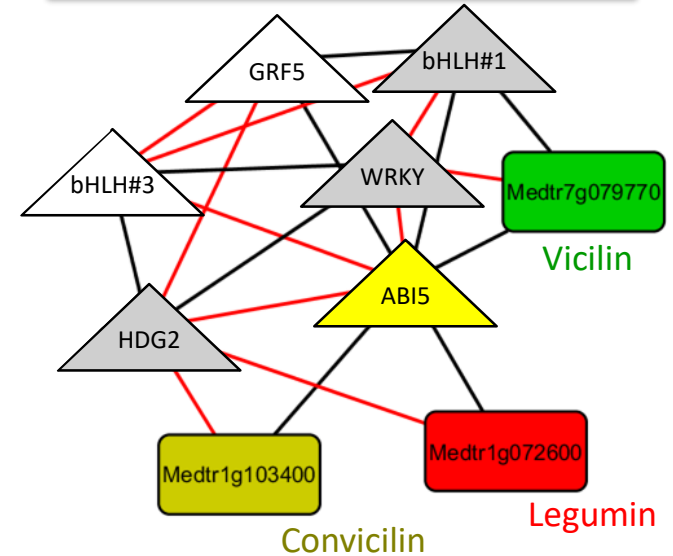 GRF5
bHLH#1
bHLH#3
WRKY
Medtr7g079770
Vicilin
ABI5
HDG2
Medtr1g103400
Medtr1g072600
Legumin
Convicilin